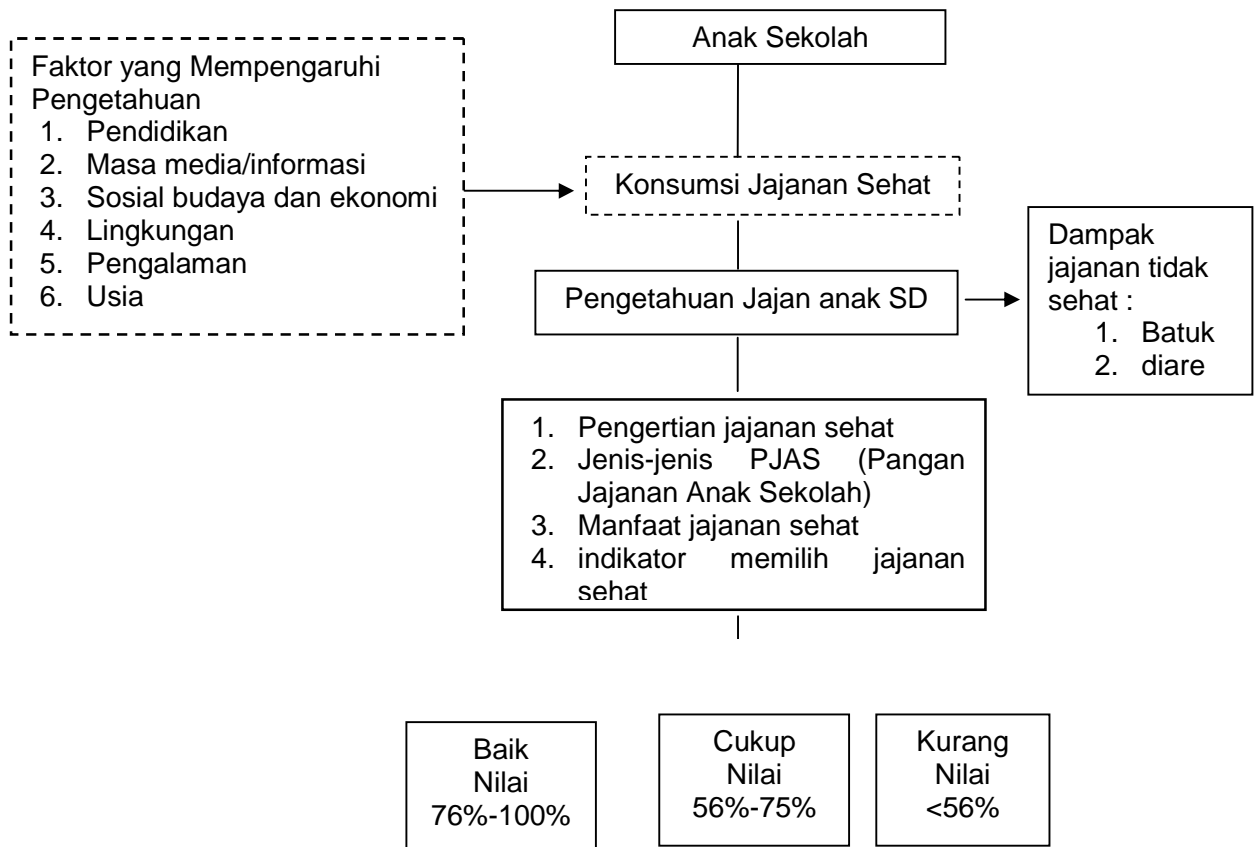 Anak Sekolah
Faktor yang Mempengaruhi
Pengetahuan
1. Pendidikan
2. Masa media/informasi
3. Sosial budaya dan ekonomi
4. Lingkungan
5. Pengalaman
6. Usia
Konsumsi Jajanan Sehat
Pengetahuan Jajan anak SD
Dampak
jajanan tidak
sehat :
1. Batuk
2. diare
1. Pengertian jajanan sehat
2. Jenis-jenis PJAS (Pangan
Jajanan Anak Sekolah)
3. Manfaat jajanan sehat
4. indikator memilih jajanan
sehat
Baik
Nilai
76%-100%
Cukup
Nilai
56%-75%
Kurang
Nilai
<56%